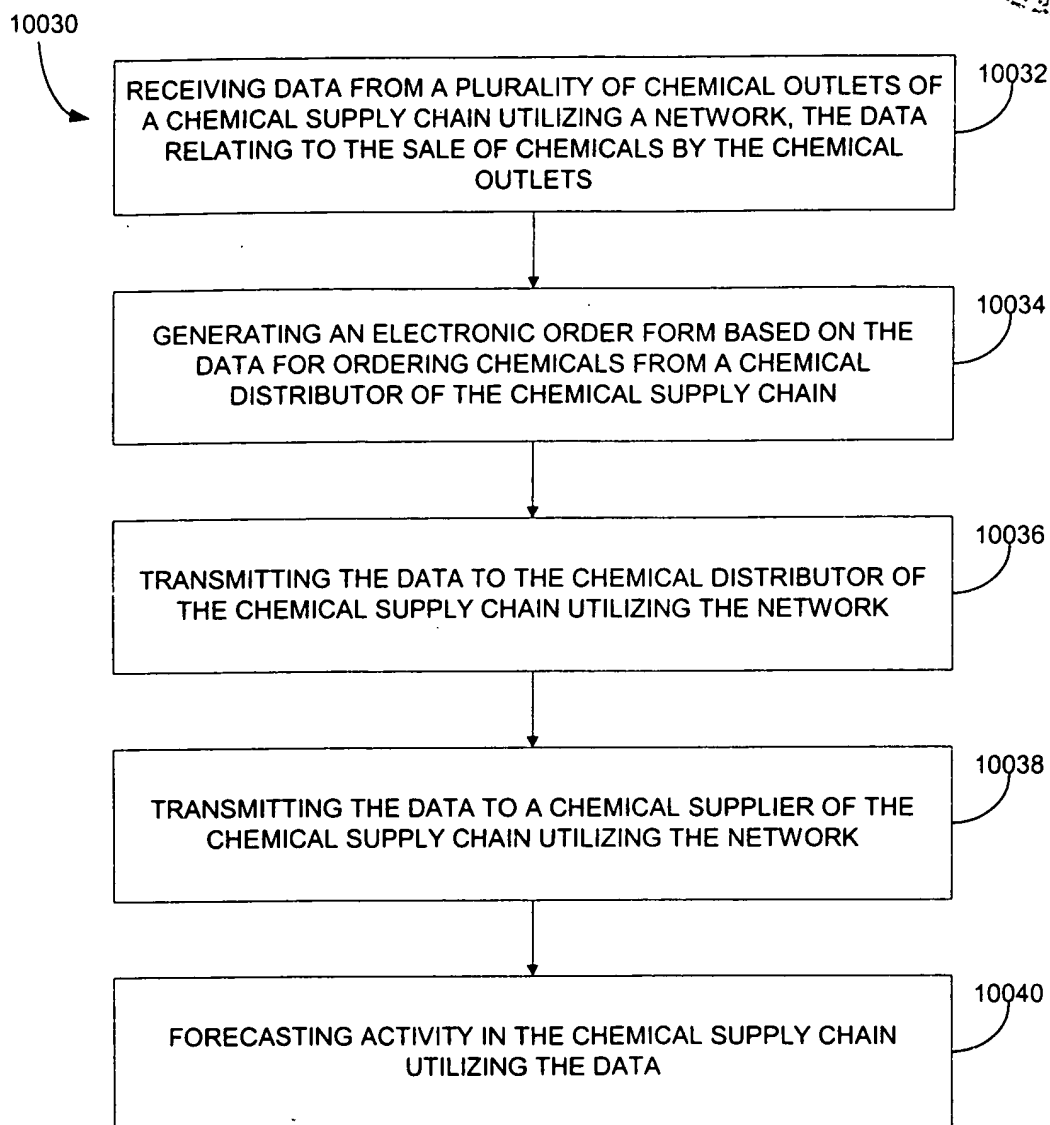 10030
RECEIVING DATA FROM A PLURALITY OF CHEMICAL OUTLETS OF
A CHEMICAL SUPPLY CHAIN UTILIZING A NETWORK, THE DATA
RELATING TO THE SALE OF CHEMICALS BY THE CHEMICAL
OUTLETS
10032
GENERATING AN ELECTRONIC ORDER FORM BASED ON THE
DATA FOR ORDERING CHEMICALS FROM A CHEMICAL
DISTRIBUTOR OF THE CHEMICAL SUPPLY CHAIN
10034
TRANSMITTING THE DATA TO THE CHEMICAL DISTRIBUTOR OF
THE CHEMICAL SUPPLY CHAIN UTILIZING THE NETWORK
10036
TRANSMITTING THE DATA TO A CHEMICAL SUPPLIER OF THE
CHEMICAL SUPPLY CHAIN UTILIZING THE NETWORK
10038
FORECASTING ACTIVITY IN THE CHEMICAL SUPPLY CHAIN
UTILIZING THE DATA
10040